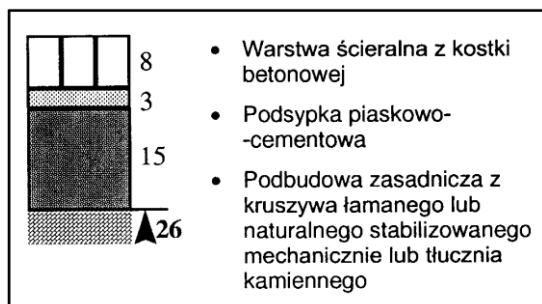 8
3
15
26
• Warstwa ścieralna z kostki
betonowej
• Podsypka piaskowo-
-cementowa
• Podbudowa zasadnicza z
kruszywa łamanego lub
naturalnego stabilizowanego
mechanicznie lub tłucznia
kamiennego